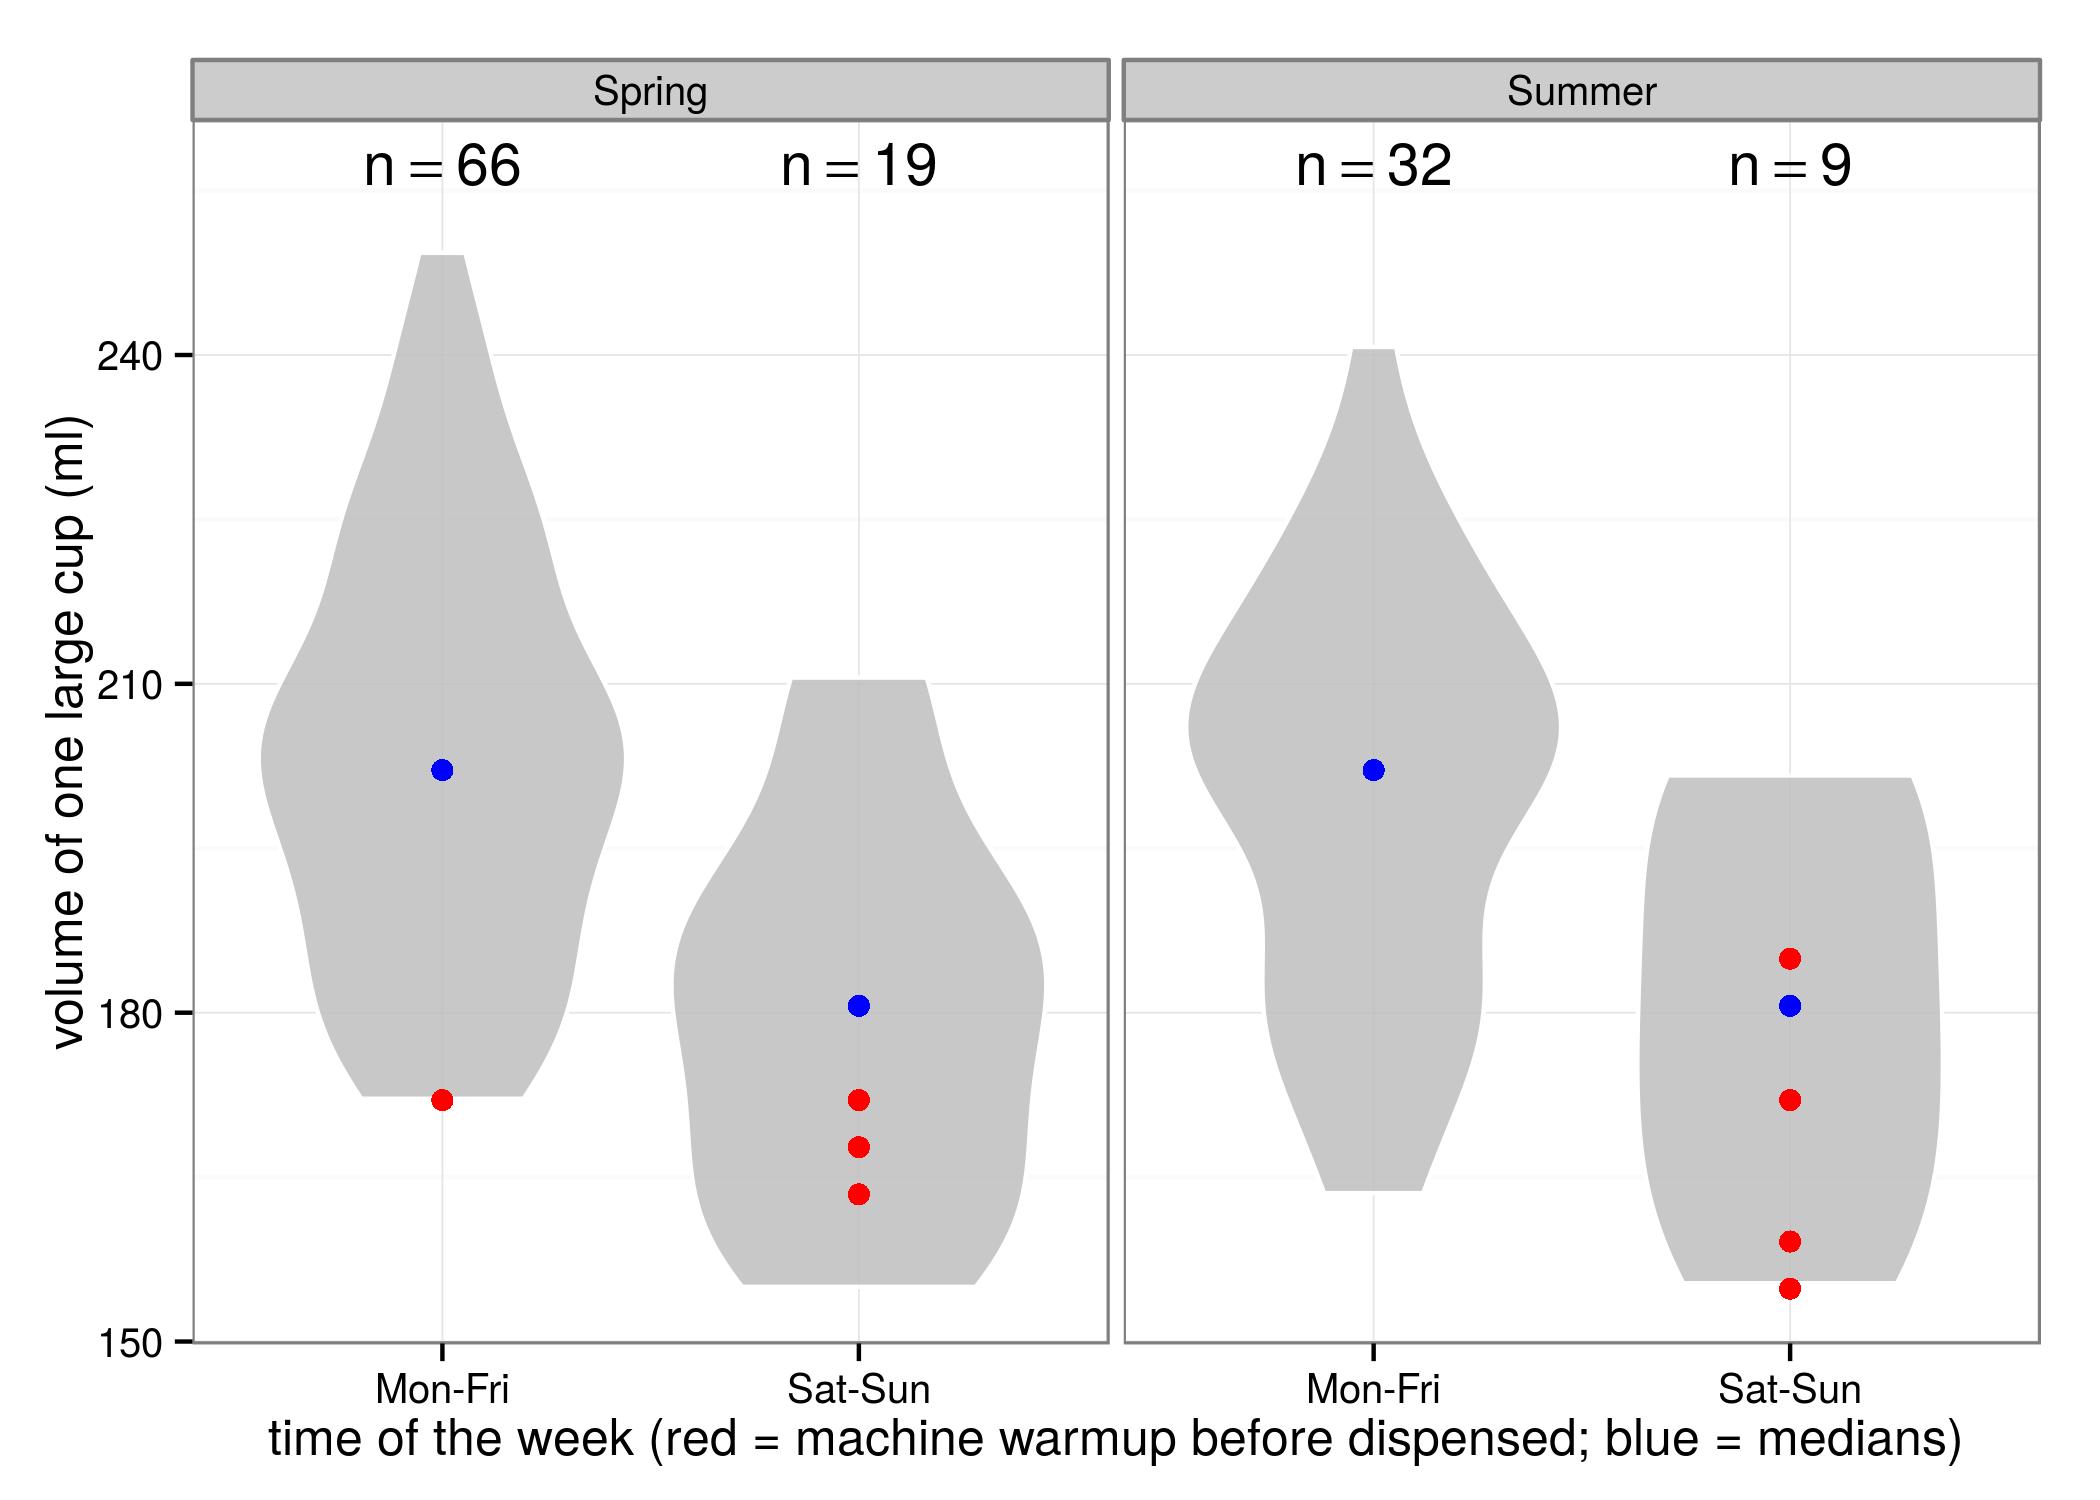 Spring
Summer
n = 66
n = 19
n = 32
n = 9
volume of one large cup (ml)
240
210
180
150
Mon-Fri
Sat-Sun
Mon-Fri
Sat-Sun
time of the week (red = machine warmup before dispensed; blue = medians)